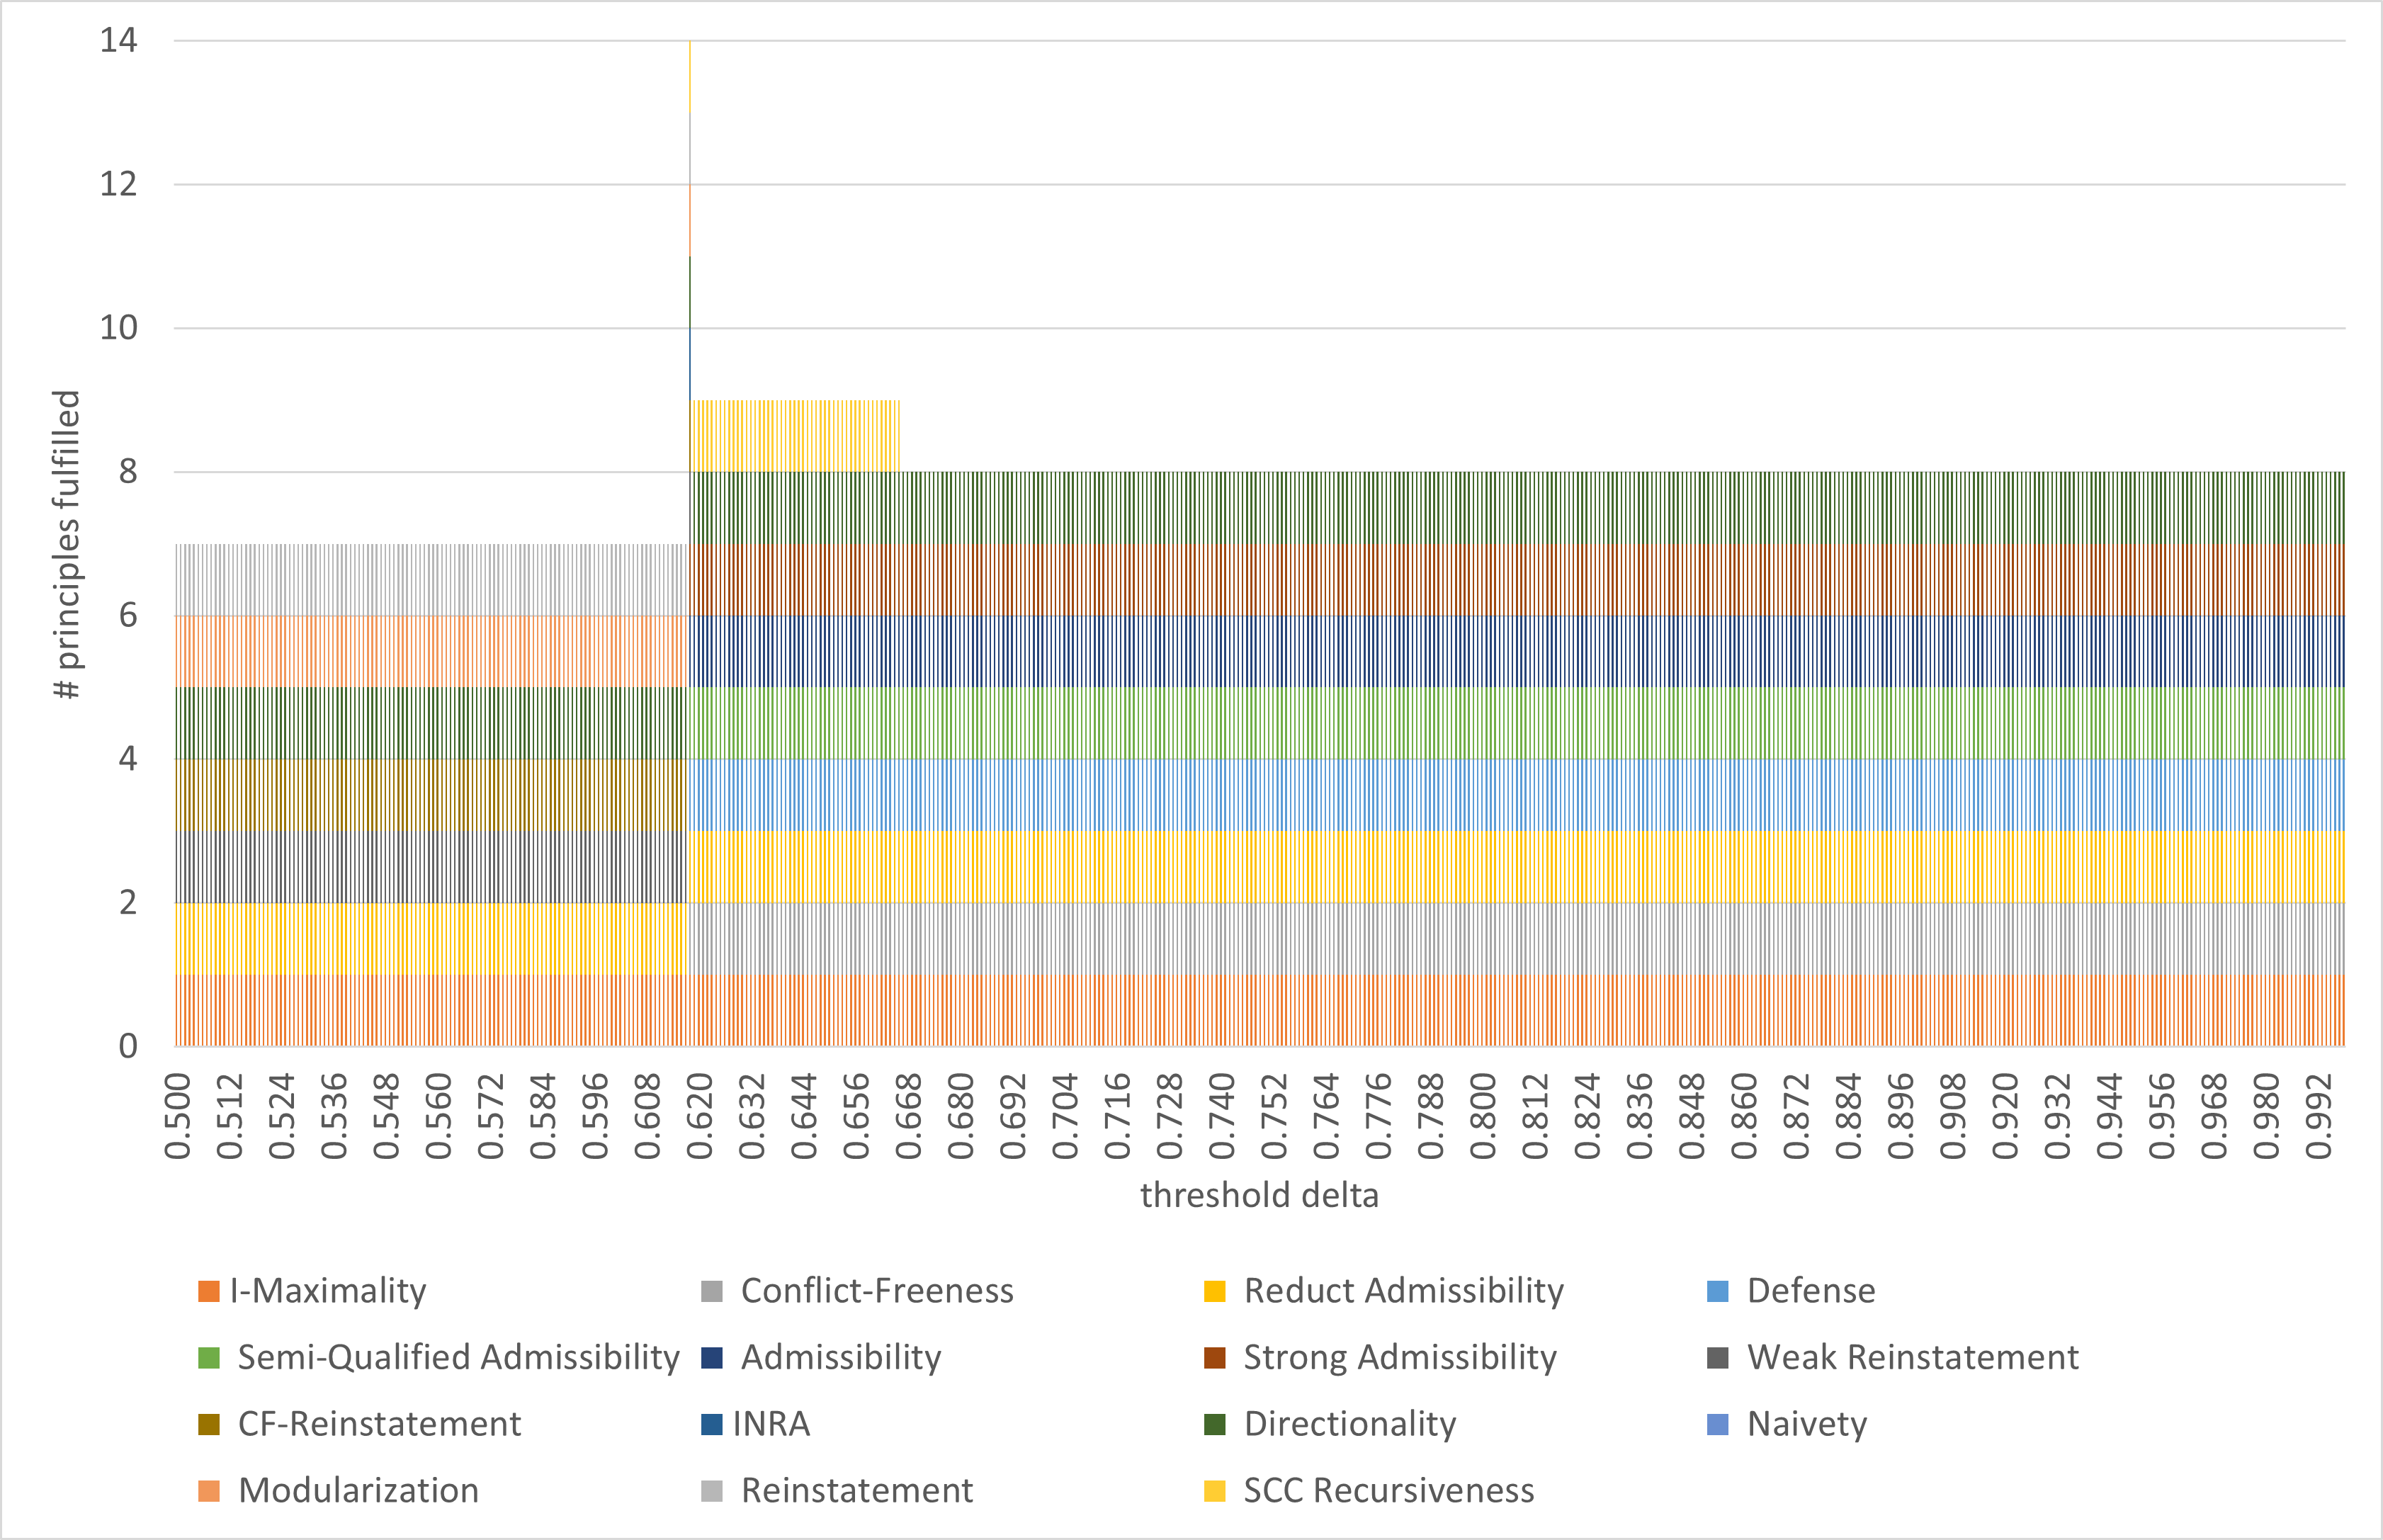 14
12
10
8
6
4
2
0
# principles fulfilled
0.500 0.512 0.524 0.536 0.548 0.560 0.572 0.584 0.596 0.608 0.620 0.632 0.644 0.656 0.668 0.680 0.692 0.704 0.716 0.728 0.740 0.752 0.764 0.776 0.788 0.800 0.812 0.824 0.836 0.848 0.860 0.872 0.884 0.896 0.908 0.920 0.932 0.944 0.956 0.968 0.980 0.992
threshold delta
I-Maximality Conflict-Freeness Reduct Admissibility Defense
Semi-Qualified Admissibility Admissibility Strong Admissibility Weak Reinstatement
CF-Reinstatement INRA Directionality Naivety
Modularization Reinstatement SCC Recursiveness